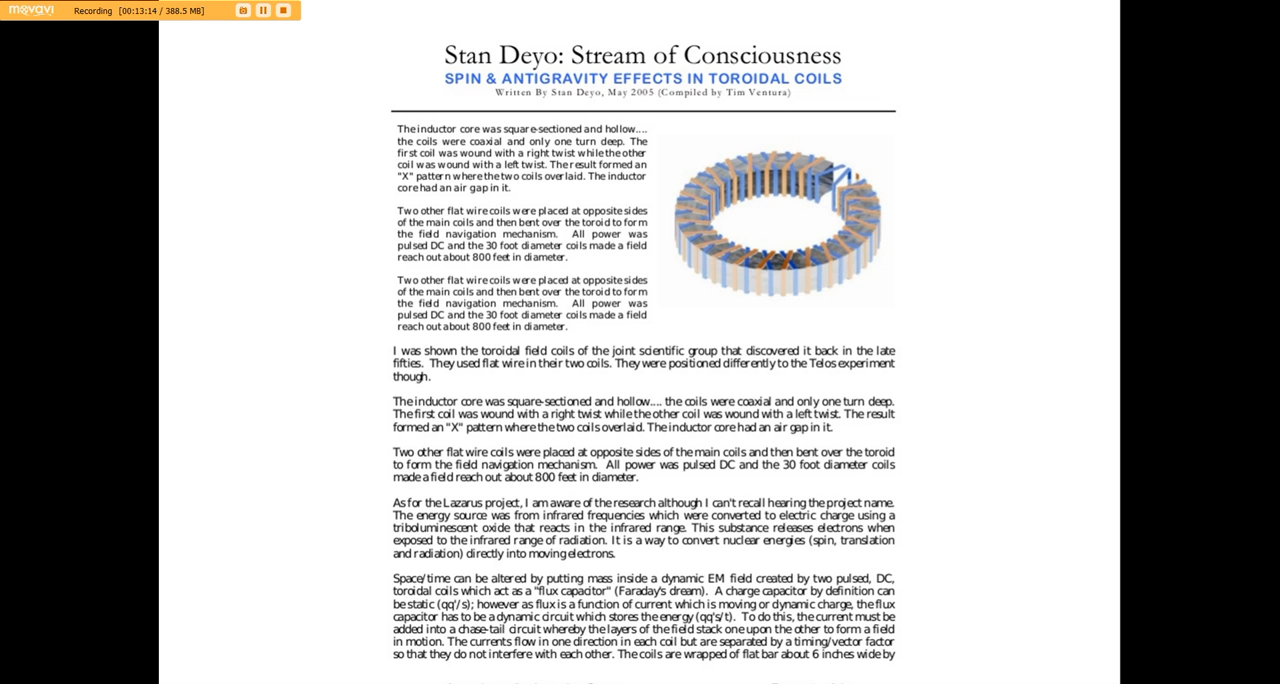 movavi
Recording [00:13:14 / 388.5 MB]
Stan Deyo: Stream of Consciousness
SPIN & ANTIGRAVITY EFFECTS IN TOROIDAL COILS
Written By Stan Deyo, May 2005 (Compiled by Tim Ventura)
The inductor core was square-sectioned and hollow....
the coils were coaxial and only one turn deep. The
first coil was wound with a right twist while the other
coil was wound with a left twist. The result formed an
"X" pattern where the two coils overlaid. The inductor
core had an air gap in it.
Two other flat wire coils were placed at opposite sides
of the main coils and then bent over the toroid to form
the field navigation mechanism. All power was
pulsed DC and the 30 foot diameter coils made a field
reach out about 800 feet in diameter.
Two other flat wire coils were placed at opposite sides
of the main coils and then bent over the toroid to form
the field navigation mechanism. All power was
pulsed DC and the 30 foot diameter coils made a field
reach out about 800 feet in diameter.
I was shown the toroidal field coils of the joint scientific group that discovered it back in the late
fifties. They used flat wire in their two coils. They were positioned differently to the Telos experiment
though.
The inductor core was square-sectioned and hollow.... the coils were coaxial and only one turn deep.
The first coil was wound with a right twist while the other coil was wound with a left twist. The result
formed an "X" pattern where the two coils overlaid. The inductor core had an air gap in it.
Two other flat wire coils were placed at opposite sides of the main coils and then bent over the toroid
to form the field navigation mechanism. All power was pulsed DC and the 30 foot diameter coils
made a field reach out about 800 feet in diameter.
As for the Lazarus project, I am aware of the research although I can't recall hearing the project name.
The energy source was from infrared frequencies which were converted to electric charge using a
triboluminescent oxide that reacts in the infrared range. This substance releases electrons when
exposed to the infrared range of radiation. It is a way to convert nuclear energies (spin, translation
and radiation) directly into moving electrons.
Space/time can be altered by putting mass inside a dynamic EM field created by two pulsed, DC,
toroidal coils which act as a "flux capacitor" (Faraday's dream). A charge capacitor by definition can
be static (qq'/s); however as flux is a function of current which is moving or dynamic charge, the flux
capacitor has to be a dynamic circuit which stores the energy (qq's/t). To do this, the current must be
added into a chase-tail circuit whereby the layers of the field stack one upon the other to form a field
in motion. The currents flow in one direction in each coil but are separated by a timing/vector factor
so that they do not interfere with each other. The coils are wrapped of flat bar about 6 inches wide by